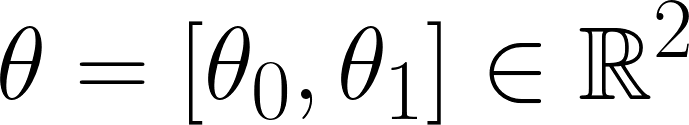 θ = [θ₀, θ₁] ∈ ℝ²